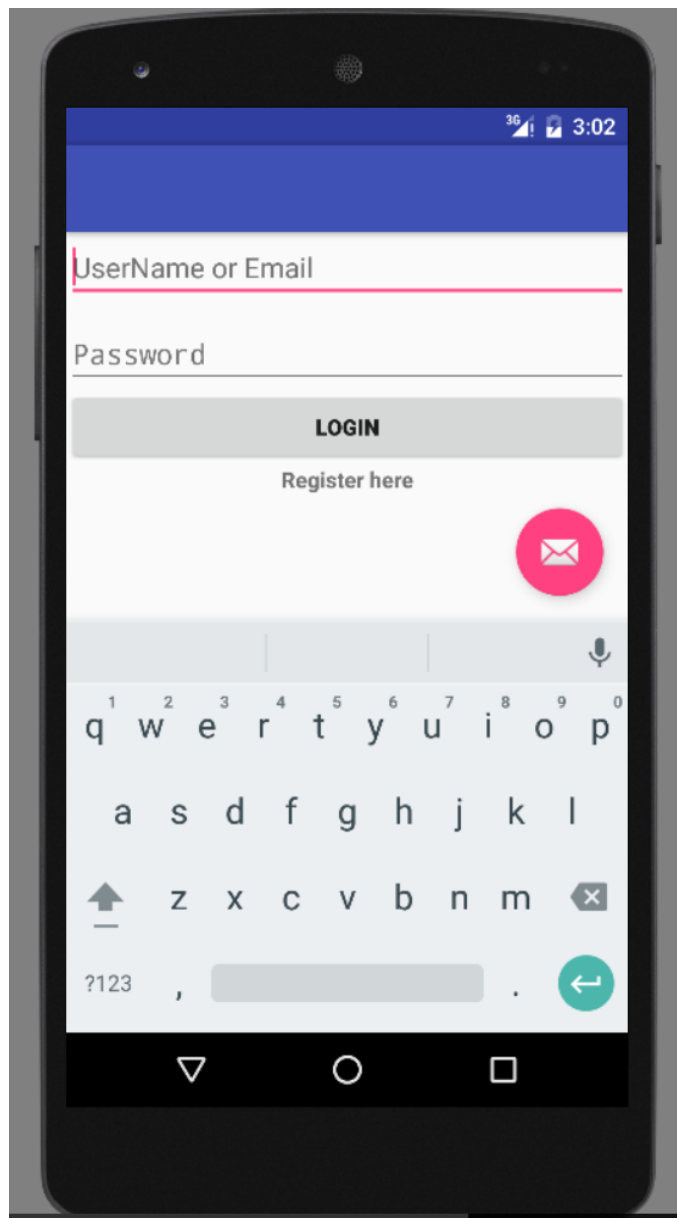 3G 3:02
UserName or Email
Password
LOGIN
Register here
1 2 3 4 5 6 7 8 9 0
q w e r t y u i o p
a s d f g h j k l
z x c v b n m
?123 , .